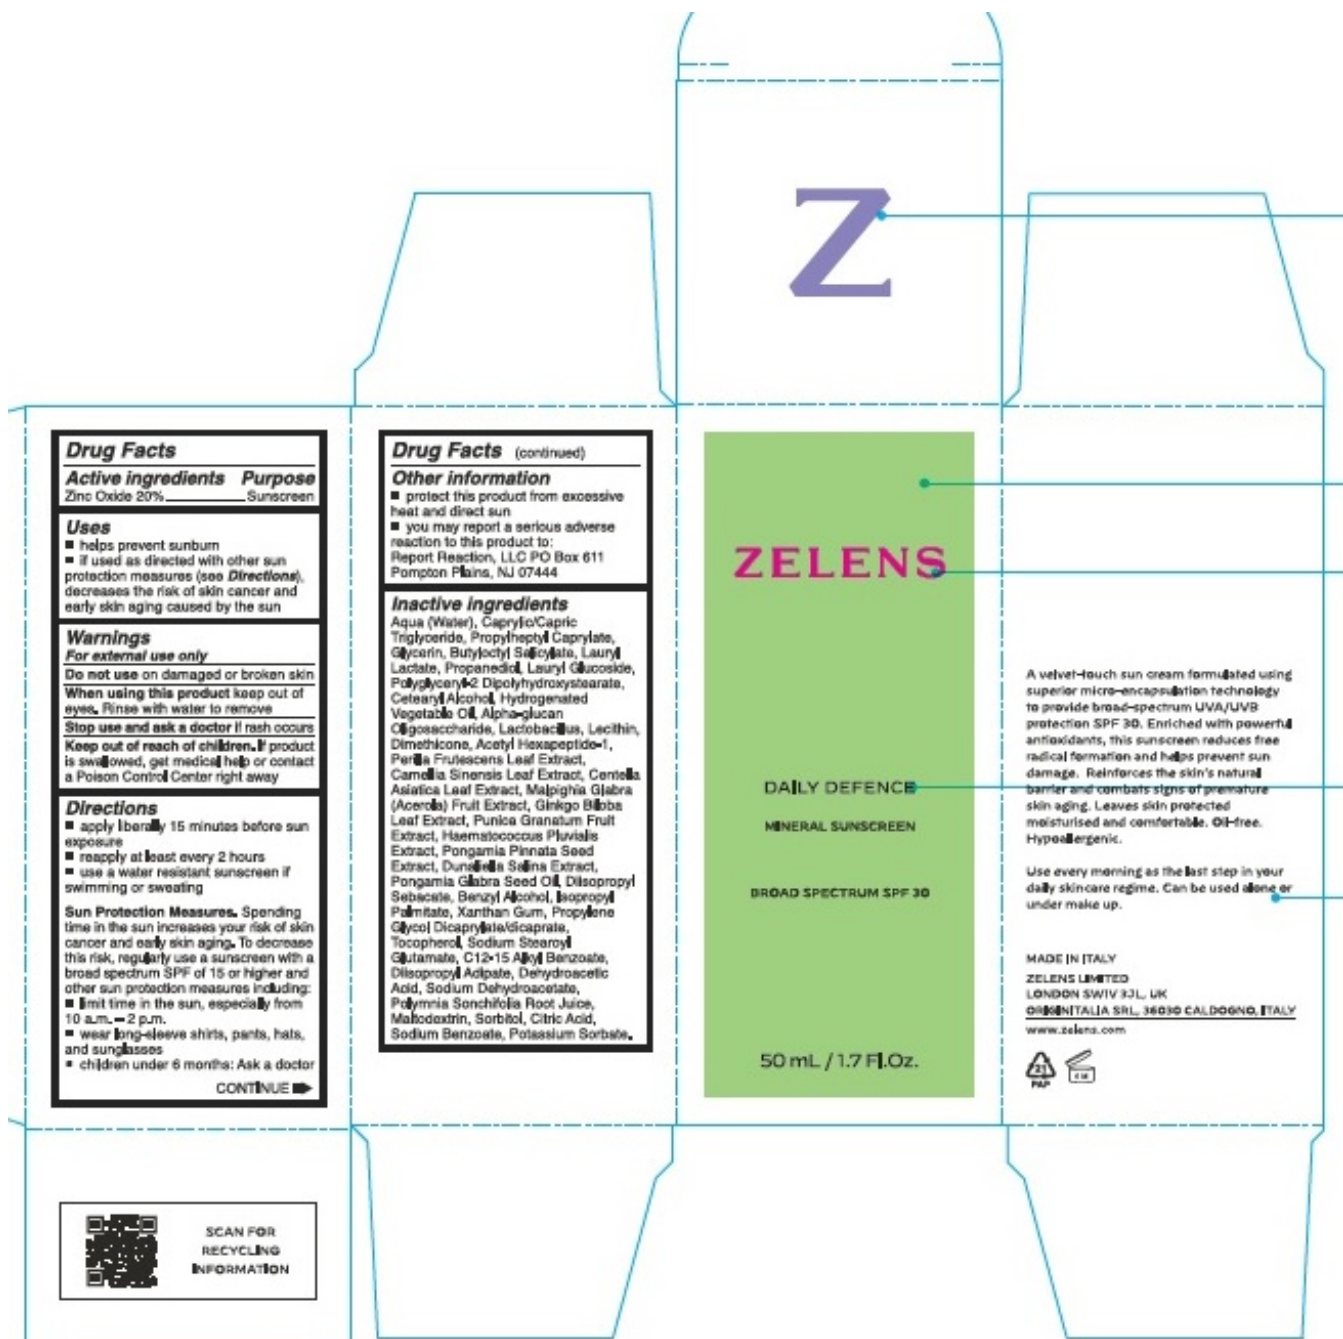 Z
Drug Facts
Active ingredients Purpose
Zinc Oxide 20% Sunscreen
Uses
■ helps prevent sunburn
■ if used as directed with other sun
protection measures (see Directions),
decreases the risk of skin cancer and
early skin aging caused by the sun
Warnings
For external use only
Do not use on damaged or broken skin
When using this product keep out of
eyes. Rinse with water to remove
Stop use and ask a doctor if rash occurs
Keep out of reach of children. If product
is swallowed, get medical help or contact
a Poison Control Center right away
Directions
■ apply liberally 15 minutes before sun
exposure
■ reapply at least every 2 hours
■ use a water resistant sunscreen if
swimming or sweating
Sun Protection Measures. Spending
time in the sun increases your risk of skin
cancer and early skin aging. To decrease
this risk, regularly use a sunscreen with a
broad spectrum SPF of 15 or higher and
other sun protection measures including:
■ limit time in the sun, especially from
10 a.m. – 2 p.m.
■ wear long-sleeve shirts, pants, hats,
and sunglasses
■ children under 6 months: Ask a doctor
CONTINUE
Drug Facts (continued)
Other information
■ protect this product from excessive
heat and direct sun
■ you may report a serious adverse
reaction to this product to:
Report Reaction, LLC PO Box 611
Pompton Plains, NJ 07444
Inactive ingredients
Aqua (Water), Caprylic/Capric
Triglyceride, Propylheptyl Caprylate,
Glycerin, Butyloctyl Salicylate, Lauryl
Lactate, Propanediol, Lauryl Glucoside,
Polyglyceryl-2 Dipolyhydroxystearate,
Cetearyl Alcohol, Hydrogenated
Vegetable Oil, Alpha-glucan
Oligosaccharide, Lactobacillus, Lecithin,
Dimethicone, Acetyl Hexapeptide-1,
Perilla Frutescens Leaf Extract,
Camellia Sinensis Leaf Extract, Centella
Asiatica Leaf Extract, Malpighia Glabra
(Acerola) Fruit Extract, Ginkgo Biloba
Leaf Extract, Punica Granatum Fruit
Extract, Haematococcus Pluvialis
Extract, Pongamia Pinnata Seed
Extract, Dunaliella Salina Extract,
Pongamia Glabra Seed Oil, Diisopropyl
Sebacate, Benzyl Alcohol, Isopropyl
Palmitate, Xanthan Gum, Propylene
Glycol Dicaprylate/dicaprate,
Tocopherol, Sodium Stearoyl
Glutamate, C12-15 Alkyl Benzoate,
Diisopropyl Adipate, Dehydroacetic
Acid, Sodium Dehydroacetate,
Polymnia Sonchifolia Root Juice,
Maltodextrin, Sorbitol, Citric Acid,
Sodium Benzoate, Potassium Sorbate.
ZELENS
DAILY DEFENCE
MINERAL SUNSCREEN
BROAD SPECTRUM SPF 30
50 mL / 1.7 Fl.Oz.
A velvet-touch sun cream formulated using
superior micro-encapsulation technology
to provide broad-spectrum UVA/UVB
protection SPF 30. Enriched with powerful
antioxidants, this sunscreen reduces free
radical formation and helps prevent sun
damage. Reinforces the skin's natural
barrier and combats signs of premature
skin aging. Leaves skin protected
moisturised and comfortable. Oil-free.
Hypoallergenic.
Use every morning as the last step in your
daily skincare regime. Can be used alone or
under make up.
MADE IN ITALY
ZELENS LIMITED
LONDON SW1V 3JL, UK
ORIGINITALIA SRL, 36030 CALDOGNO, ITALY
www.zelens.com
21
PAP
SCAN FOR
RECYCLING
INFORMATION